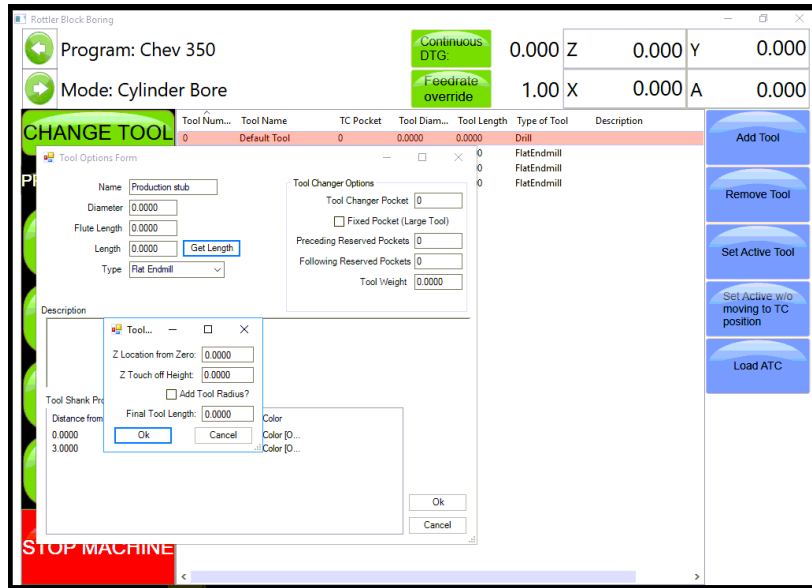 Rottler Block Boring
Program: Chev 350
Continuous DTG:
0.000 Z 0.000 Y 0.000
Mode: Cylinder Bore
Feedrate override
1.00 X 0.000 A 0.000
CHANGE TOOL
Tool Num... Tool Name TC Pocket Tool Diam... Tool Length Type of Tool Description
0 Default Tool 0 0.0000 0.0000 Drill
0 FlatEndmill
0 FlatEndmill
0 FlatEndmill
Add Tool
Remove Tool
Set Active Tool
Set Active w/o
moving to TC
position
Load ATC
Tool Options Form
Name Production stub
Diameter 0.0000
Flute Length 0.0000
Length 0.0000 Get Length
Type Flat Endmill
Tool Changer Options
Tool Changer Pocket 0
Fixed Pocket (Large Tool)
Preceding Reserved Pockets 0
Following Reserved Pockets 0
Tool Weight 0.0000
Description
Tool...
Z Location from Zero: 0.0000
Z Touch off Height: 0.0000
Add Tool Radius?
Final Tool Length: 0.0000
Ok Cancel
Tool Shank
Distance from Color
0.0000 Color [O...
3.0000 Color [O...
Ok
Cancel
STOP MACHINE